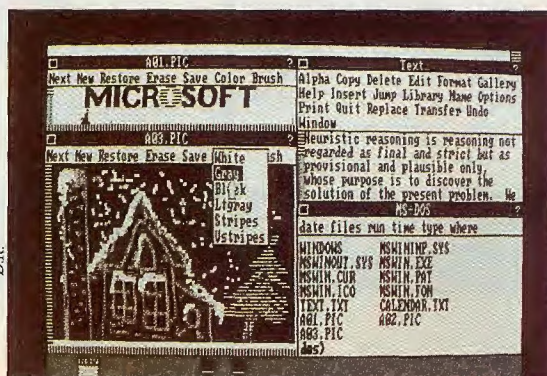 A01.PIC ?
Next New Restore Erase Save Color Brush
MICROSOFT
A03.PIC ?
Next New Restore Erase Save White ish
Gray
Black
Ltgray
Stripes
Vstripes
Text ?
Alpha Copy Delete Edit Format Gallery
Help Insert Jump Library Name Options
Print Quit Replace Transfer Undo
Window
Heuristic reasoning is reasoning not
regarded as final and strict but as
provisional and plausible only,
whose purpose is to discover the
solution of the present problem. We
MS-DOS ?
date files run time type where
WINDOWS MSWININP.SYS
MSWINOUT.SYS MSWIN.EXE
MSWIN.CUR MSWIN.PAT
MSWIN.ICO MSWIN.FON
TEXT.TXT CALENDAR.TXT
A01.PIC A02.PIC
A03.PIC
dos)